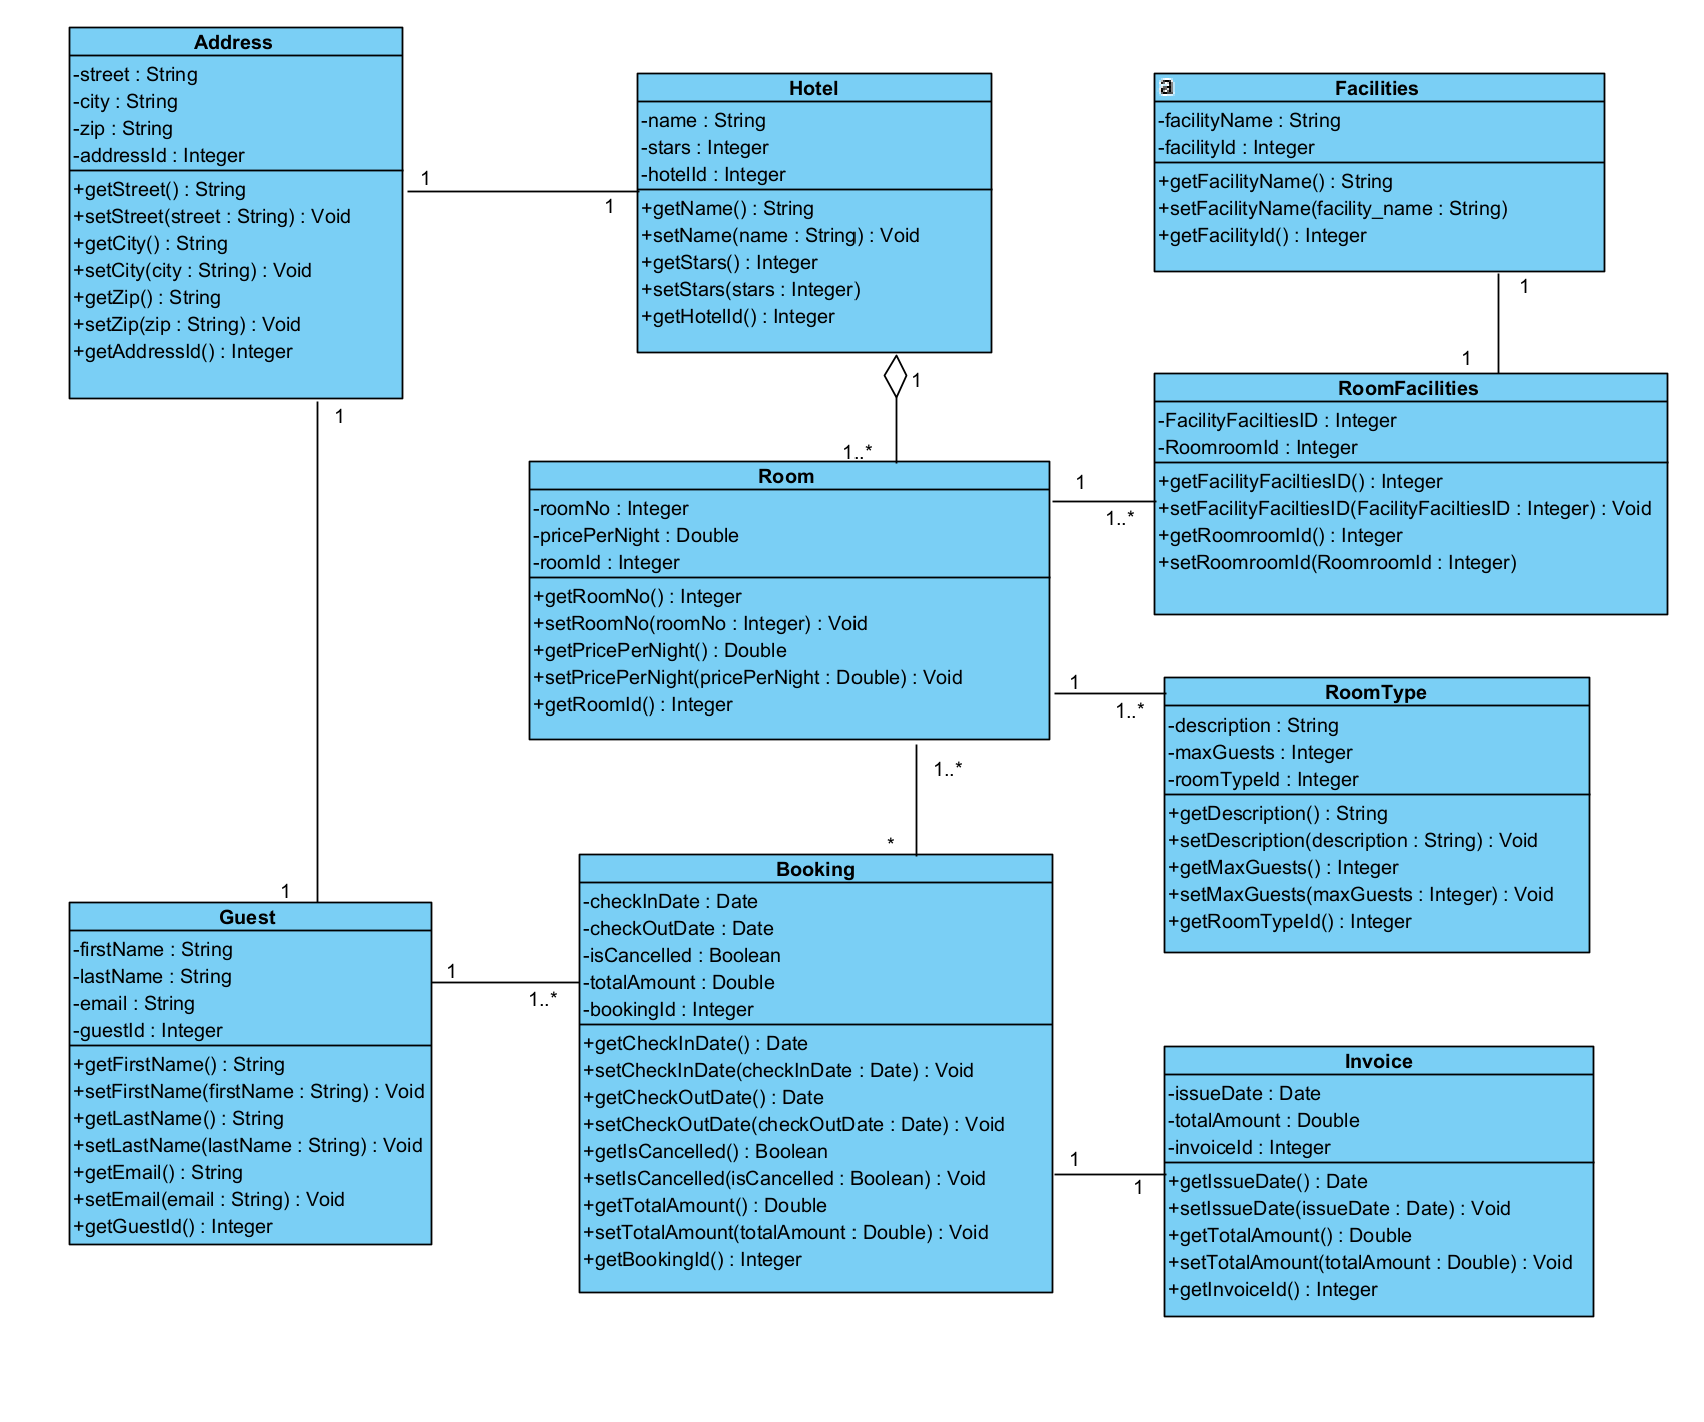 Address
-street : String
-city : String
-zip : String
-addressId : Integer
+getStreet() : String
+setStreet(street : String) : Void
+getCity() : String
+setCity(city : String) : Void
+getZip() : String
+setZip(zip : String) : Void
+getAddressId() : Integer
1
1
Hotel
-name : String
-stars : Integer
-hotelId : Integer
+getName() : String
+setName(name : String) : Void
+getStars() : Integer
+setStars(stars : Integer)
+getHotelId() : Integer
a
Facilities
-facilityName : String
-facilityId : Integer
+getFacilityName() : String
+setFacilityName(facility_name : String)
+getFacilityId() : Integer
1
1
RoomFacilities
-FacilityFaciltiesID : Integer
-RoomroomId : Integer
+getFacilityFaciltiesID() : Integer
+setFacilityFaciltiesID(FacilityFaciltiesID : Integer) : Void
+getRoomroomId() : Integer
+setRoomroomId(RoomroomId : Integer)
1
1..*
Room
-roomNo : Integer
-pricePerNight : Double
-roomId : Integer
+getRoomNo() : Integer
+setRoomNo(roomNo : Integer) : Void
+getPricePerNight() : Double
+setPricePerNight(pricePerNight : Double) : Void
+getRoomId() : Integer
1
1..*
1
1..*
RoomType
-description : String
-maxGuests : Integer
-roomTypeId : Integer
+getDescription() : String
+setDescription(description : String) : Void
+getMaxGuests() : Integer
+setMaxGuests(maxGuests : Integer) : Void
+getRoomTypeId() : Integer
1..*
*
1
1
Guest
-firstName : String
-lastName : String
-email : String
-guestId : Integer
+getFirstName() : String
+setFirstName(firstName : String) : Void
+getLastName() : String
+setLastName(lastName : String) : Void
+getEmail() : String
+setEmail(email : String) : Void
+getGuestId() : Integer
1
1..*
Booking
-checkInDate : Date
-checkOutDate : Date
-isCancelled : Boolean
-totalAmount : Double
-bookingId : Integer
+getCheckInDate() : Date
+setCheckInDate(checkInDate : Date) : Void
+getCheckOutDate() : Date
+setCheckOutDate(checkOutDate : Date) : Void
+getIsCancelled() : Boolean
+setIsCancelled(isCancelled : Boolean) : Void
+getTotalAmount() : Double
+setTotalAmount(totalAmount : Double) : Void
+getBookingId() : Integer
1
1
Invoice
-issueDate : Date
-totalAmount : Double
-invoiceId : Integer
+getIssueDate() : Date
+setIssueDate(issueDate : Date) : Void
+getTotalAmount() : Double
+setTotalAmount(totalAmount : Double) : Void
+getInvoiceId() : Integer